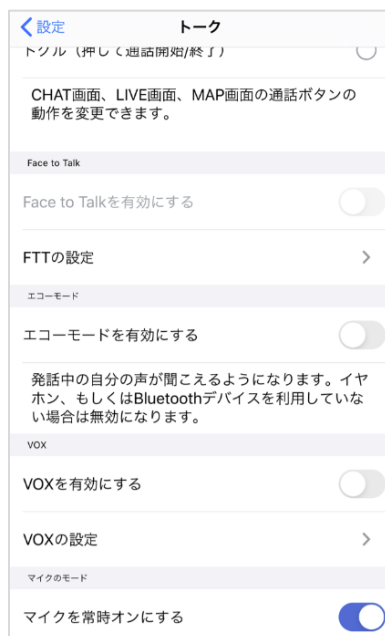 設定
トーク
トグル（押して通話開始/終了）
CHAT画面、LIVE画面、MAP画面の通話ボタンの
動作を変更できます。
Face to Talk
Face to Talkを有効にする
FTTの設定
エコーモード
エコーモードを有効にする
発話中の自分の声が聞こえるようになります。イヤ
ホン、もしくはBluetoothデバイスを利用していな
い場合は無効になります。
VOX
VOXを有効にする
VOXの設定
マイクのモード
マイクを常時オンにする